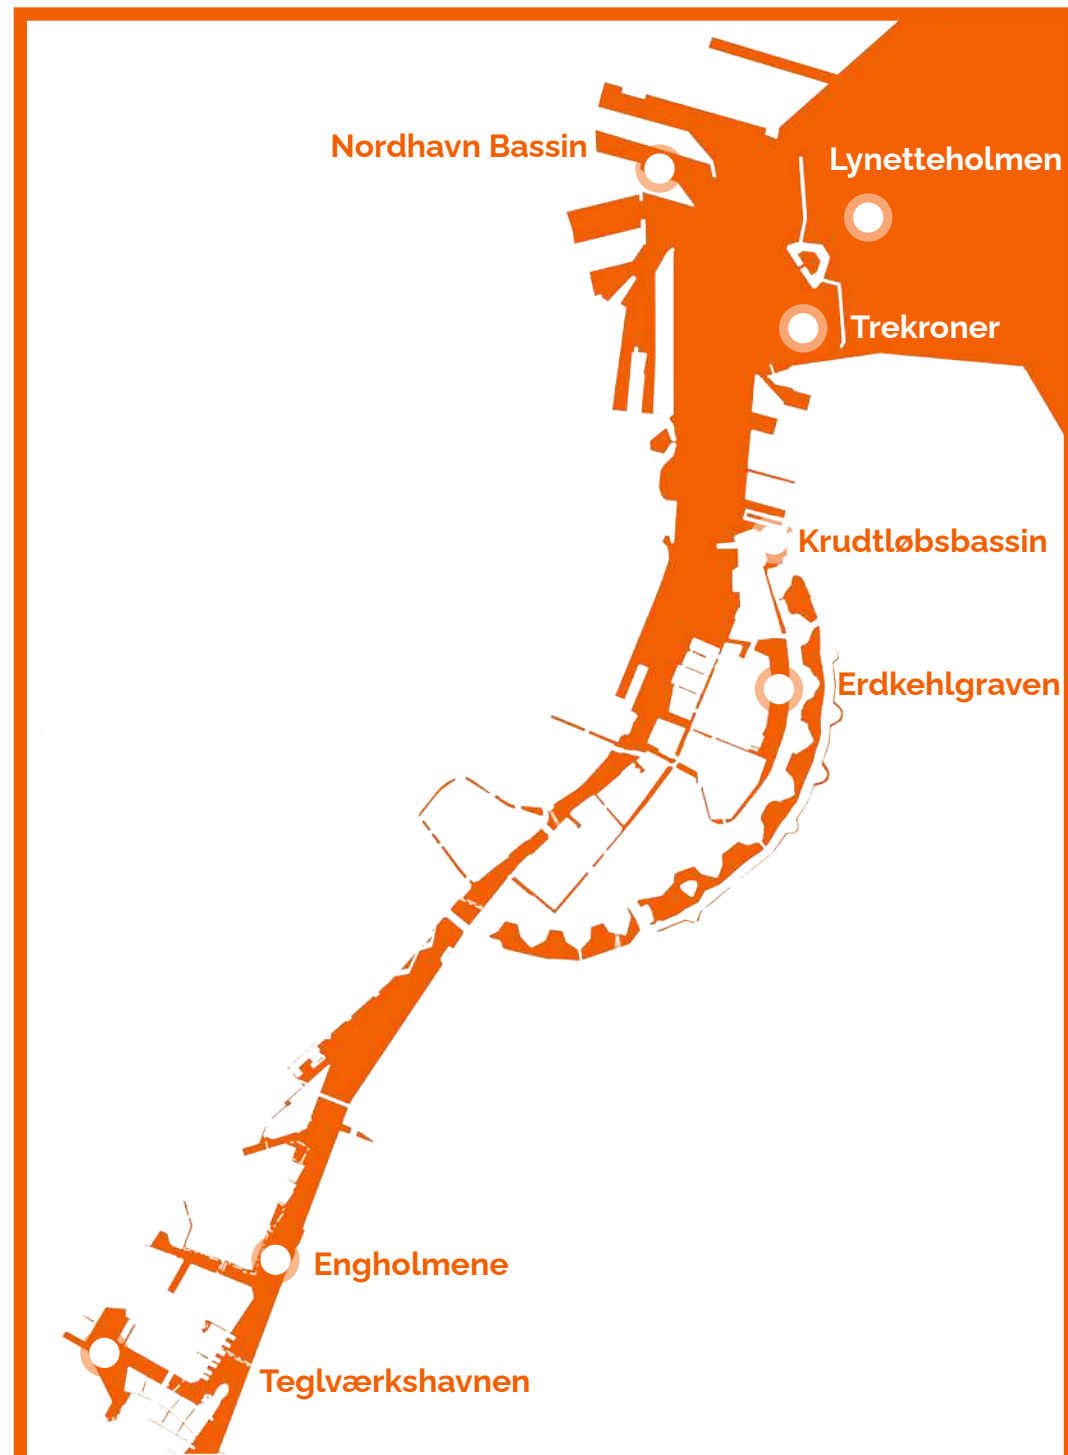 Nordhavn Bassin
Lynetteholmen
Trekroner
Krudtløbsbassin
Erdkehlgraven
Engholmene
Teglværkshavnen